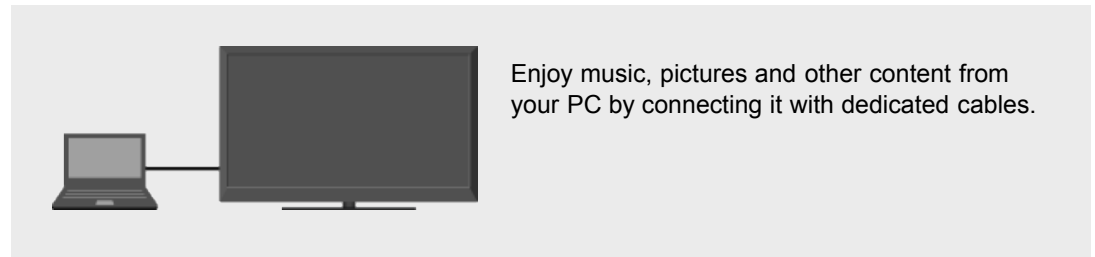 Enjoy music, pictures and other content from
your PC by connecting it with dedicated cables.